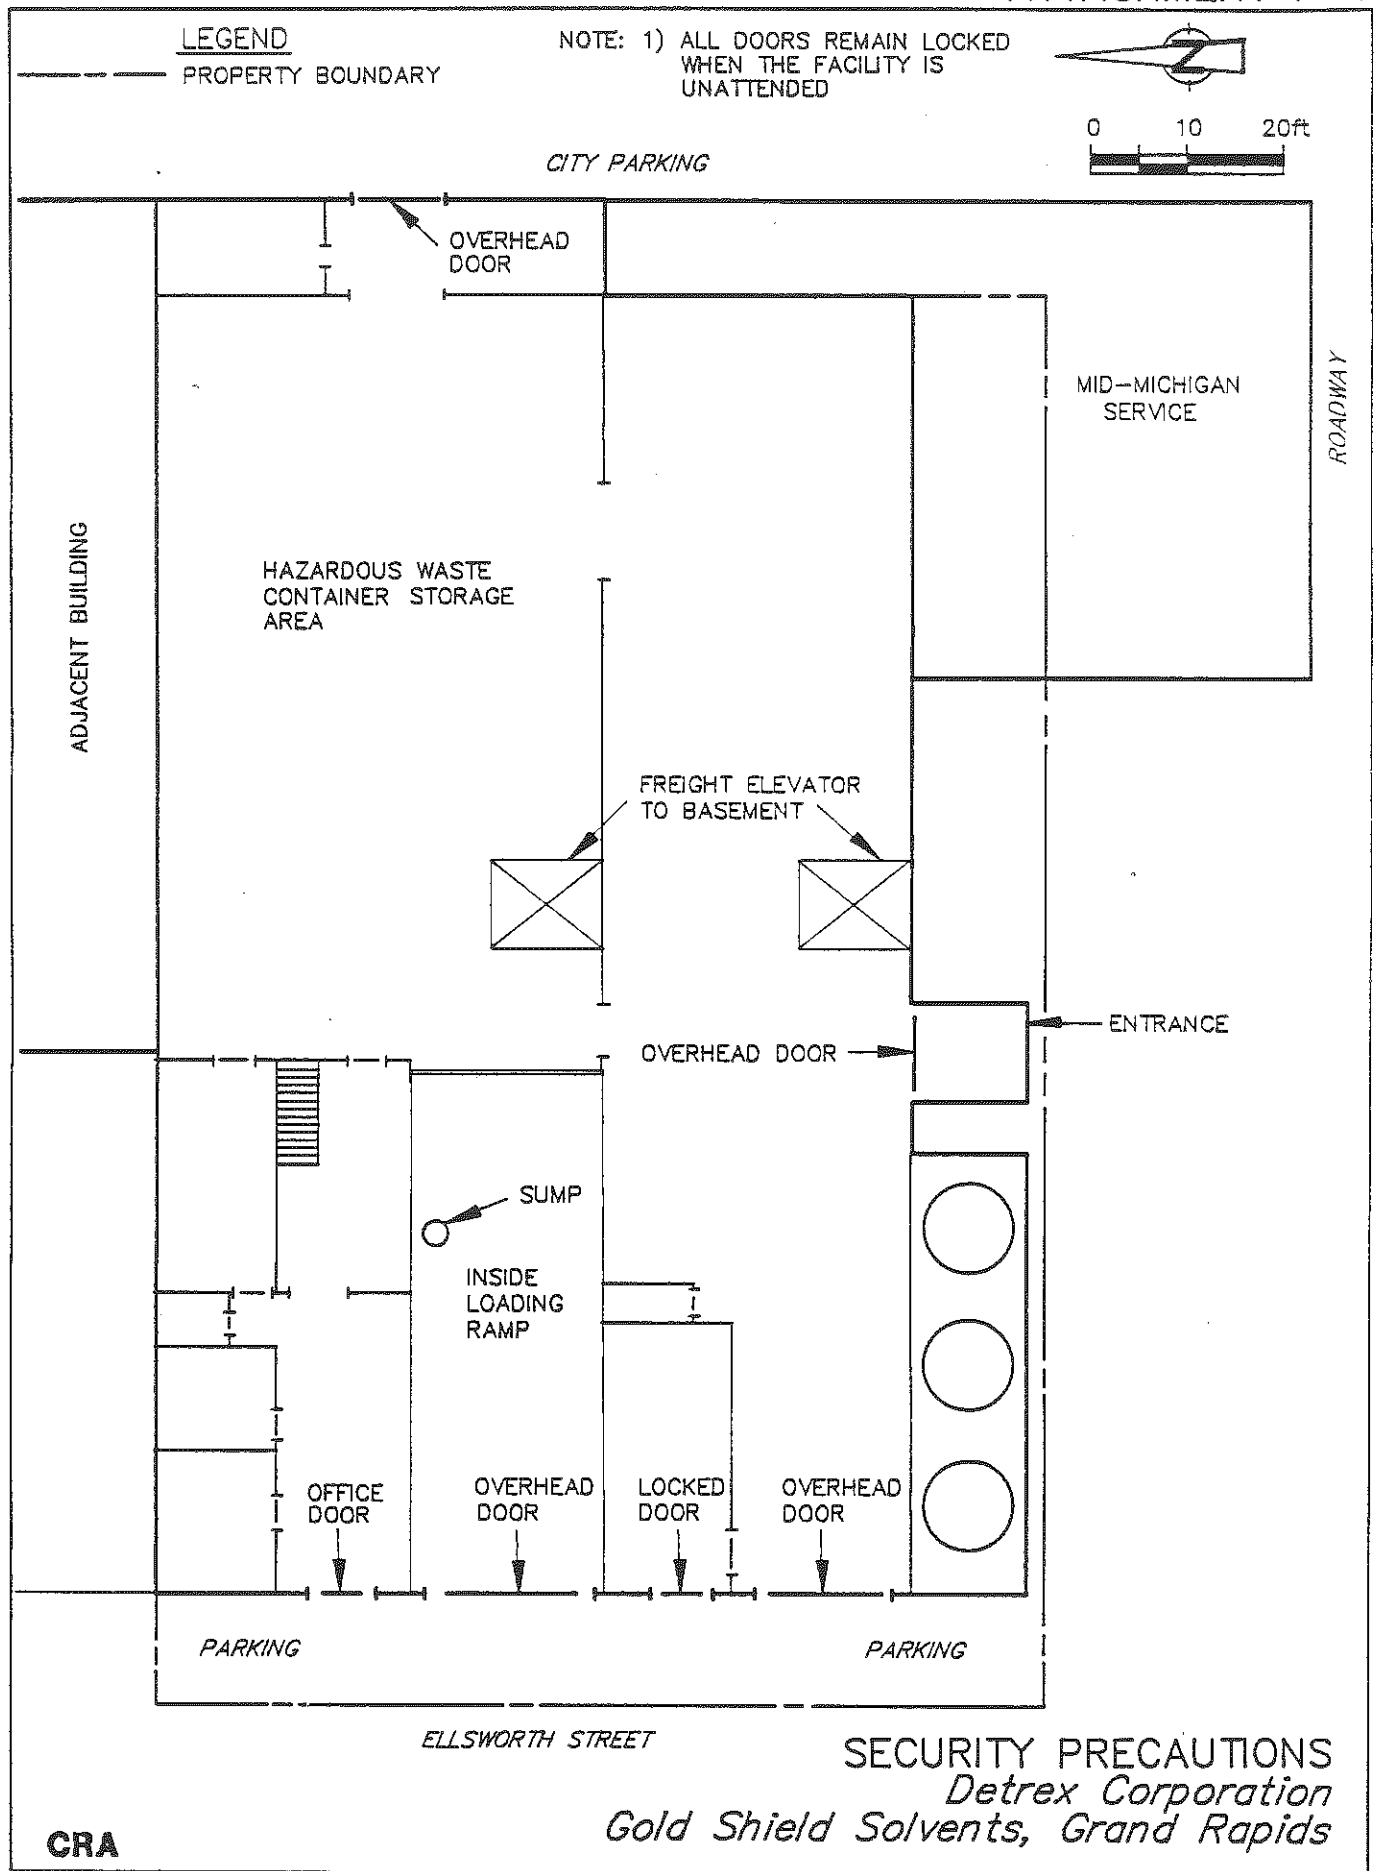 LEGEND
PROPERTY BOUNDARY
NOTE: 1) ALL DOORS REMAIN LOCKED
WHEN THE FACILITY IS
UNATTENDED
Z
0 10 20ft
CITY PARKING
OVERHEAD
DOOR
MID-MICHIGAN
SERVICE
ROADWAY
ADJACENT BUILDING
HAZARDOUS WASTE
CONTAINER STORAGE
AREA
FREIGHT ELEVATOR
TO BASEMENT
ENTRANCE
OVERHEAD DOOR
SUMP
INSIDE
LOADING
RAMP
OFFICE
DOOR
OVERHEAD
DOOR
LOCKED
DOOR
OVERHEAD
DOOR
PARKING
PARKING
ELLSWORTH STREET
SECURITY PRECAUTIONS
Detrex Corporation
Gold Shield Solvents, Grand Rapids
CRA